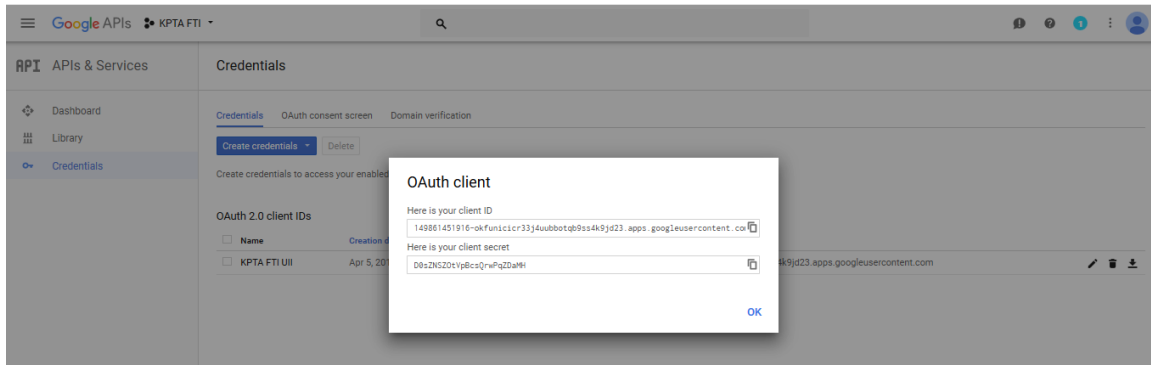 Google APIs KPTA FTI
1
API APIs & Services
Credentials
Dashboard
Credentials OAuth consent screen Domain verification
Library
Create credentials Delete
Credentials
Create credentials to access your enabled
OAuth client
Here is your client ID
149861451916-okfunicicr33j4uubbotqb9ss4k9jd23.apps.googleusercontent.co
Here is your client secret
D0sZNSZOtVpBcsQrwPqZDaMH
OK
OAuth 2.0 client IDs
Name Creation d
KPTA FTI UII Apr 5, 201 4k9jd23.apps.googleusercontent.com